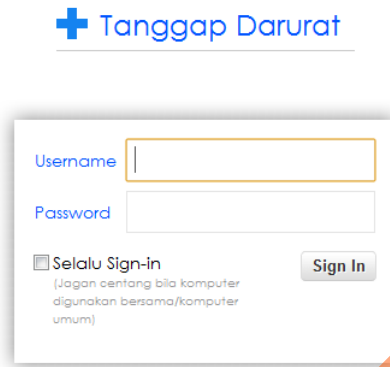 Tanggap Darurat
Username
Password
Selalu Sign-in
(Jagan centang bila komputer
digunakan bersama/komputer
umum)
Sign In